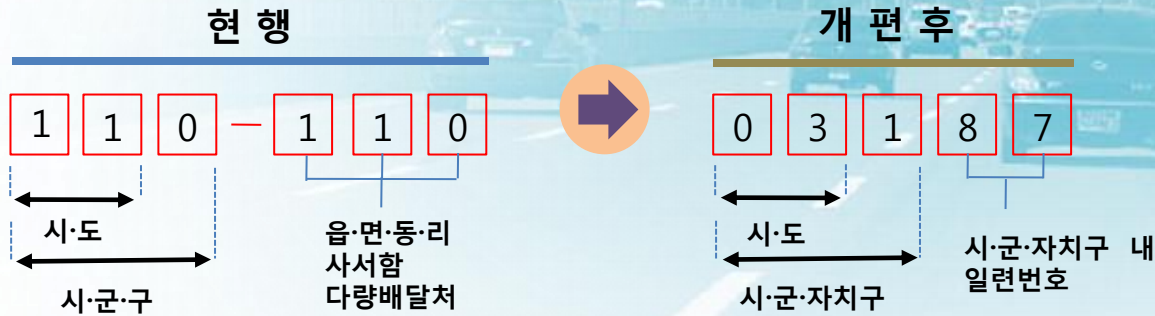 현 행
개 편 후
1 1 0 - 1 1 0
0 3 1 8 7
시·도
시·군·구
읍·면·동·리
사서함
다량배달처
시·도
시·군·자치구
시·군·자치구 내
일련번호